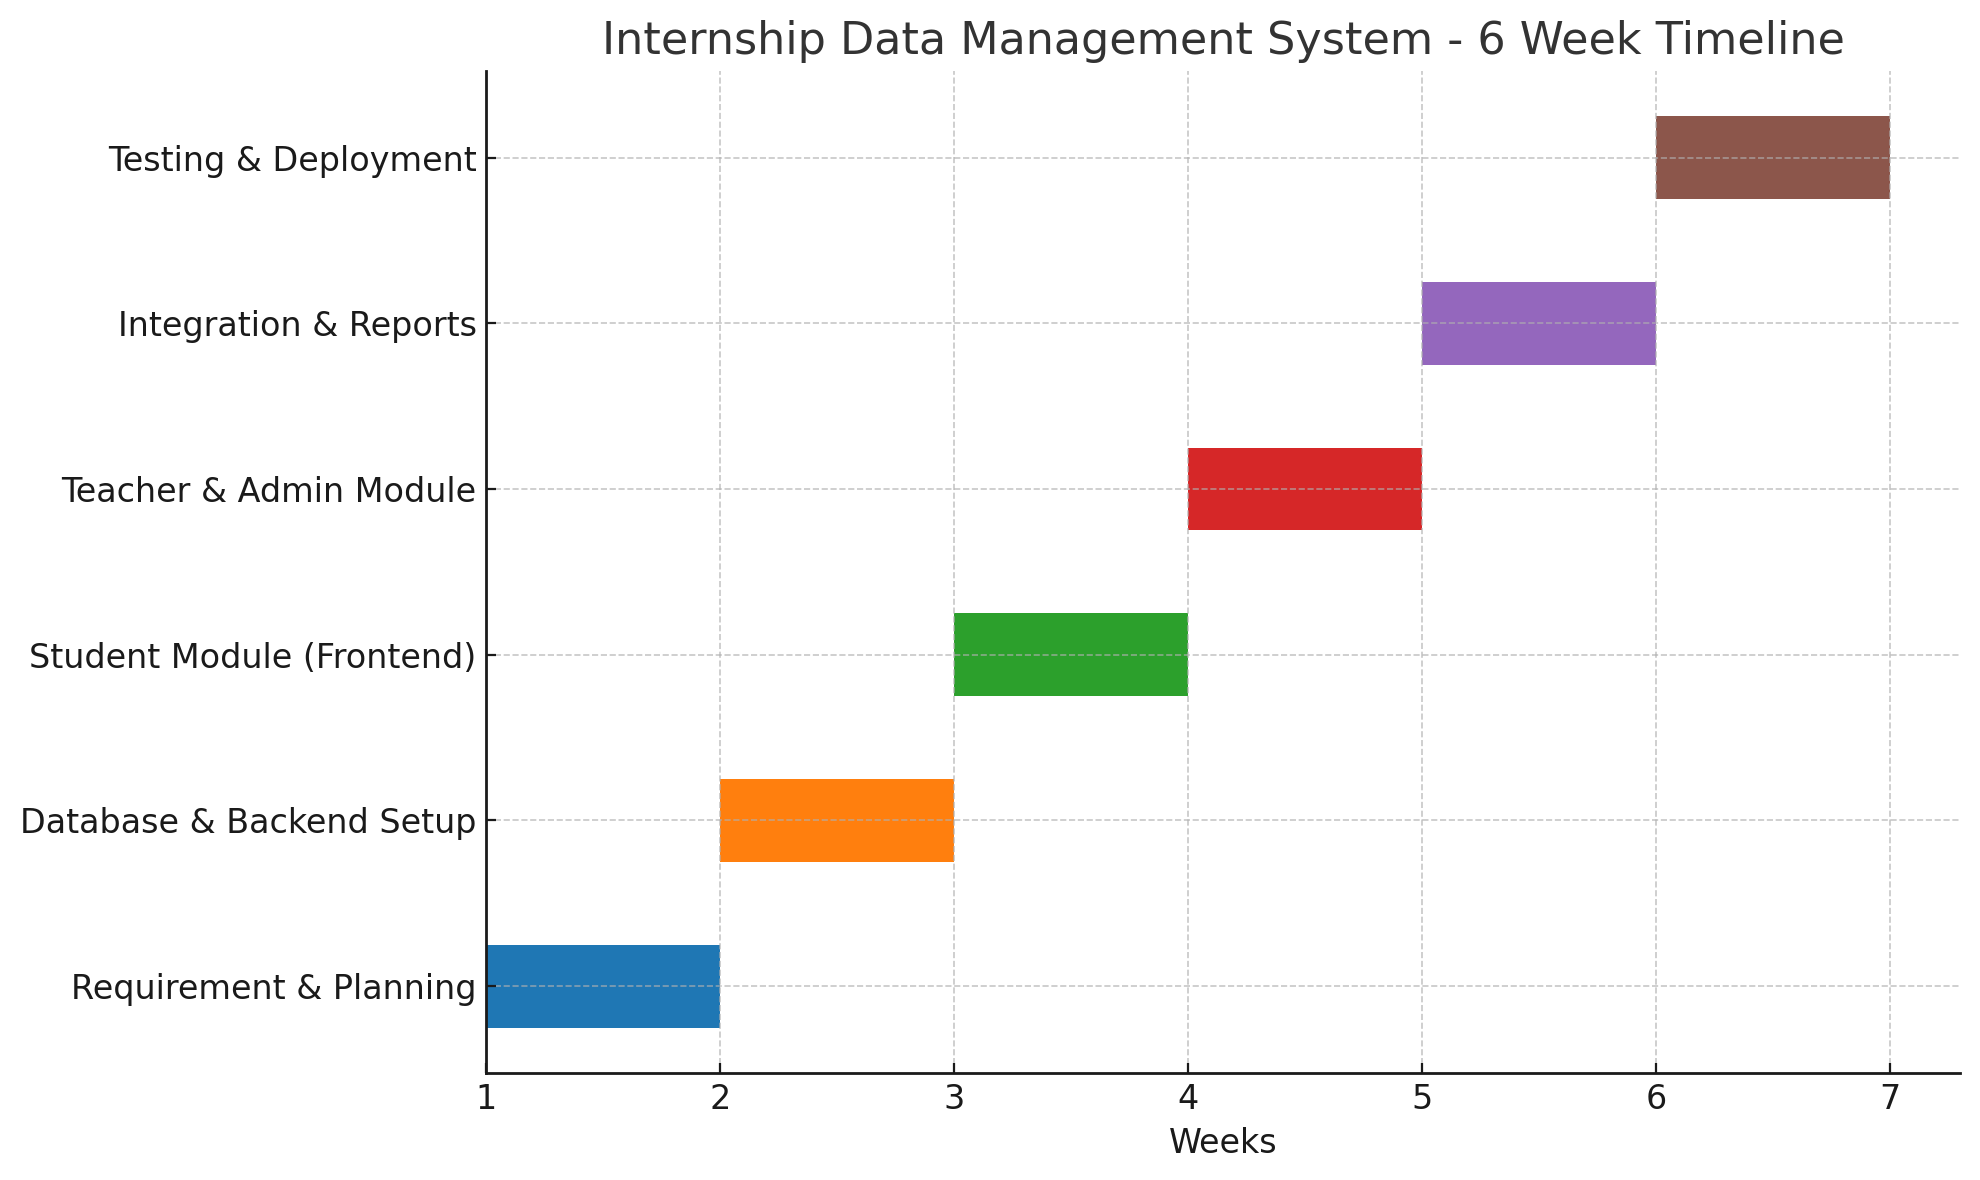 Internship Data Management System - 6 Week Timeline
Testing & Deployment
Integration & Reports
Teacher & Admin Module
Student Module (Frontend)
Database & Backend Setup
Requirement & Planning
1 2 3 4 5 6 7
Weeks